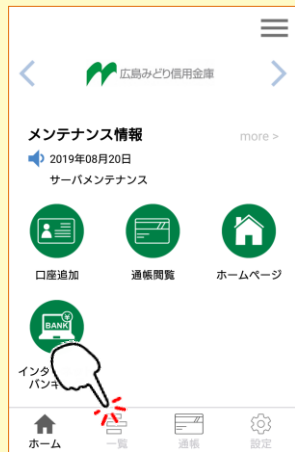 広島みどり信用金庫
メンテナンス情報
more >
2019年08月20日
サーバメンテナンス
口座追加
通帳閲覧
ホームページ
BANK
インタ
バンキ
ホーム
一覧
通帳
設定